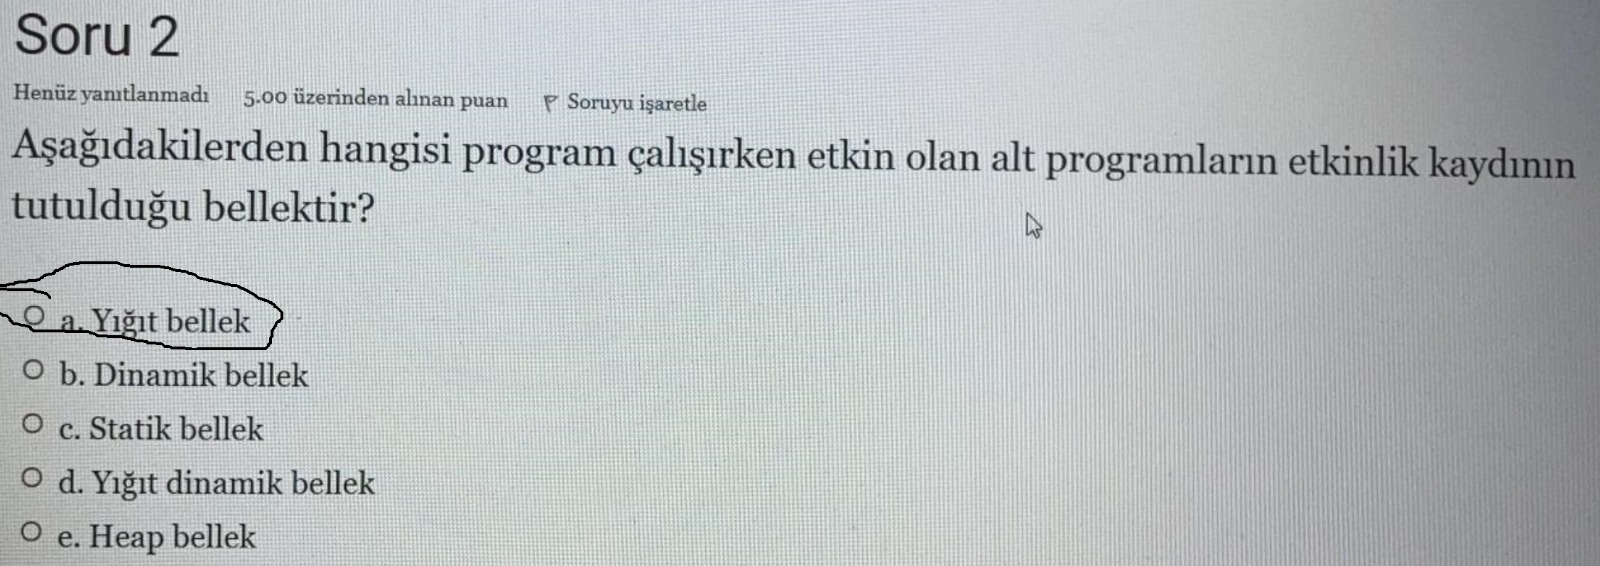 Soru 2
Henüz yanıtlanmadı 5.00 üzerinden alınan puan Soruyu işaretle
Aşağıdakilerden hangisi program çalışırken etkin olan alt programların etkinlik kaydının
tutulduğu bellektir?
a. Yığıt bellek
b. Dinamik bellek
c. Statik bellek
d. Yığıt dinamik bellek
e. Heap bellek